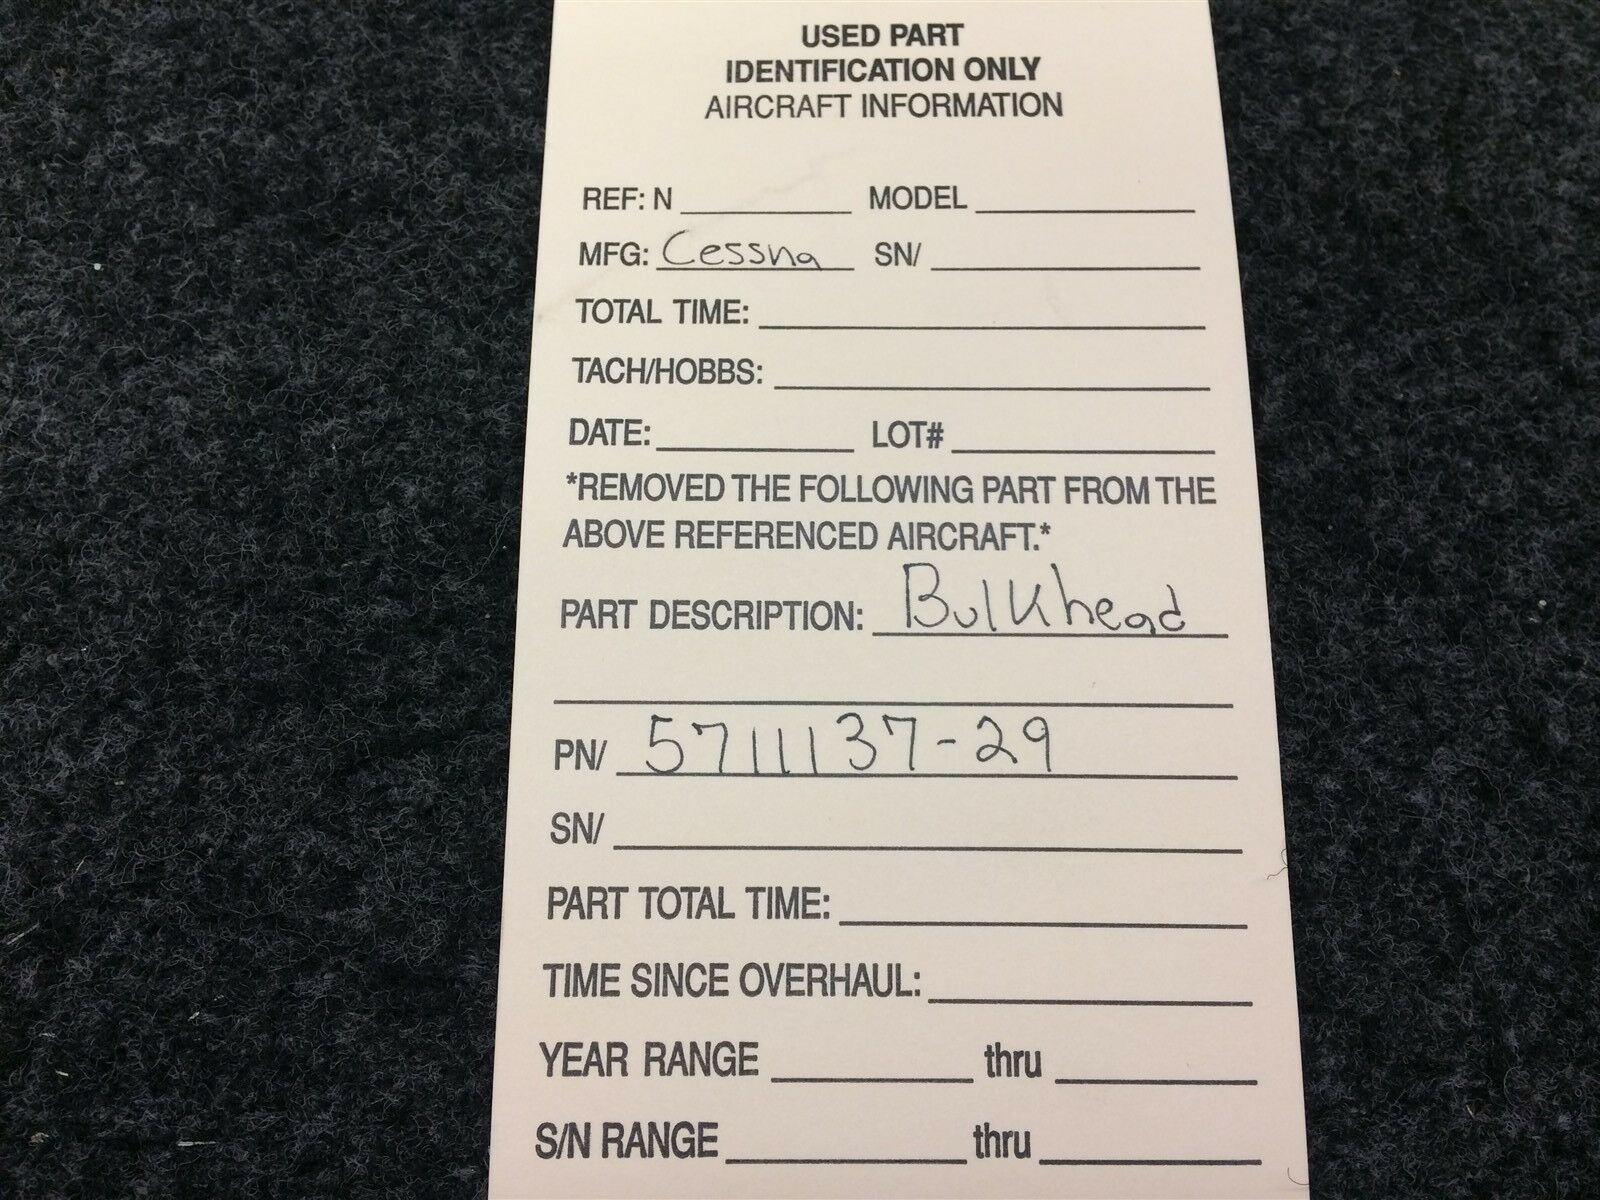 USED PART
IDENTIFICATION ONLY
AIRCRAFT INFORMATION
REF: N MODEL
MFG: Cessna SN/
TOTAL TIME:
TACH/HOBBS:
DATE: LOT#
*REMOVED THE FOLLOWING PART FROM THE
ABOVE REFERENCED AIRCRAFT.*
PART DESCRIPTION: Bulkhead
PN/ 5711137-29
SN/
PART TOTAL TIME:
TIME SINCE OVERHAUL:
YEAR RANGE thru
S/N RANGE thru